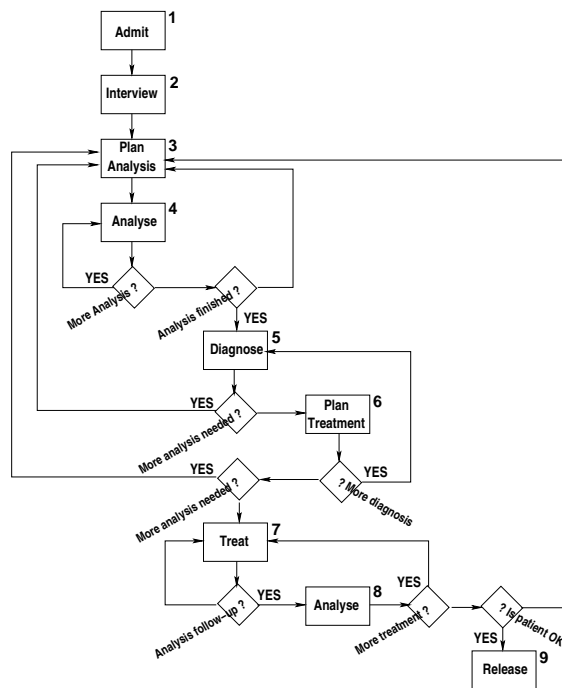 1
Admit
2
Interview
3
Plan
Analysis
4
Analyse
YES
More Analysis ?
Analysis finished ?
YES
5
Diagnose
YES
More analysis needed ?
6
Plan
Treatment
YES
? More diagnosis
YES
More analysis needed ?
7
Treat
Analysis follow-up ?
YES
8
Analyse
YES
More treatment ?
? Is patient OK
YES
9
Release